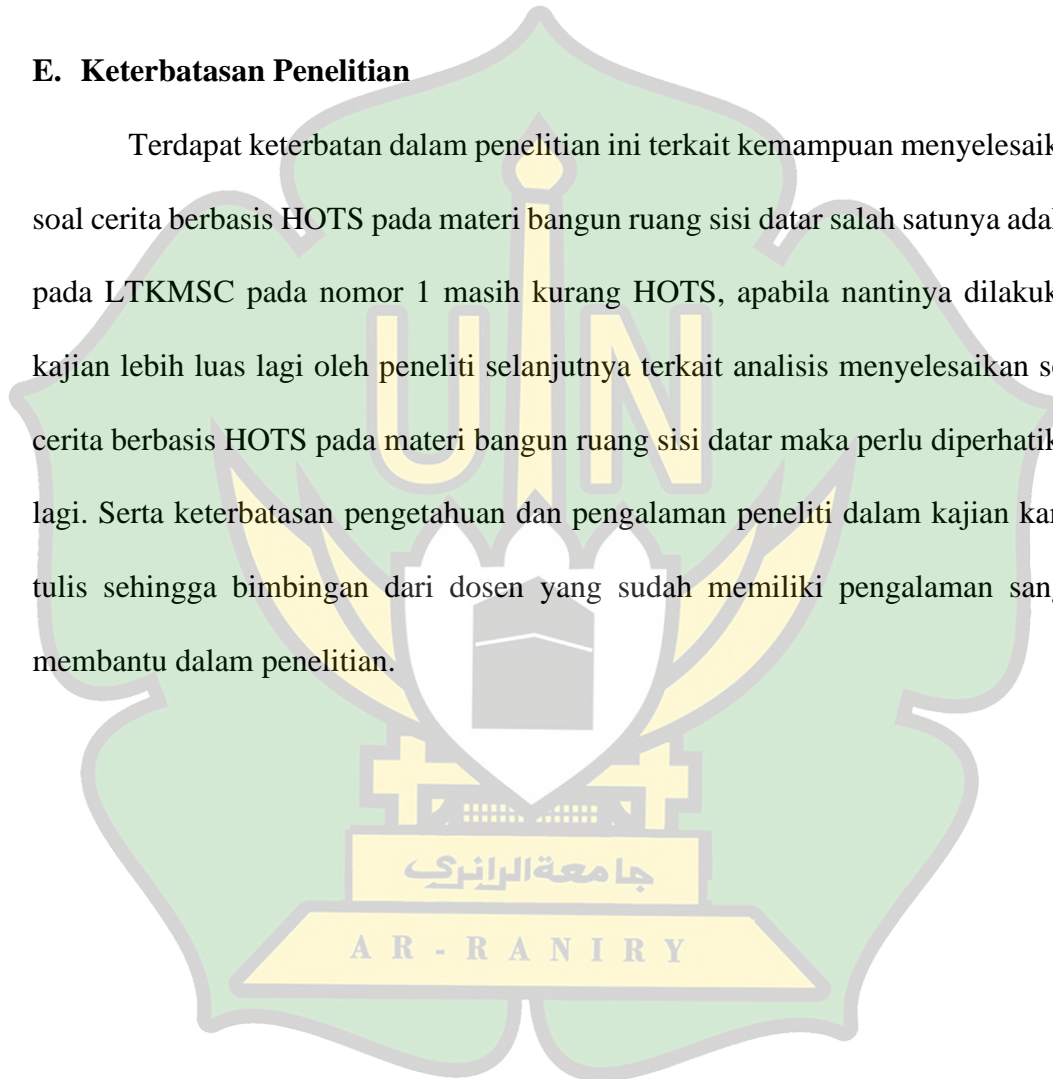 E. Keterbatasan Penelitian
Terdapat keterbatan dalam penelitian ini terkait kemampuan menyelesaik
soal cerita berbasis HOTS pada materi bangun ruang sisi datar salah satunya adal
pada LTKMSC pada nomor 1 masih kurang HOTS, apabila nantinya dilakuk
kajian lebih luas lagi oleh peneliti selanjutnya terkait analisis menyelesaikan so
cerita berbasis HOTS pada materi bangun ruang sisi datar maka perlu diperhatik
lagi. Serta keterbatasan pengetahuan dan pengalaman peneliti dalam kajian kar
tulis sehingga bimbingan dari dosen yang sudah memiliki pengalaman sang
membantu dalam penelitian.
UIN
جامعة الرانري
AR-RANIRY